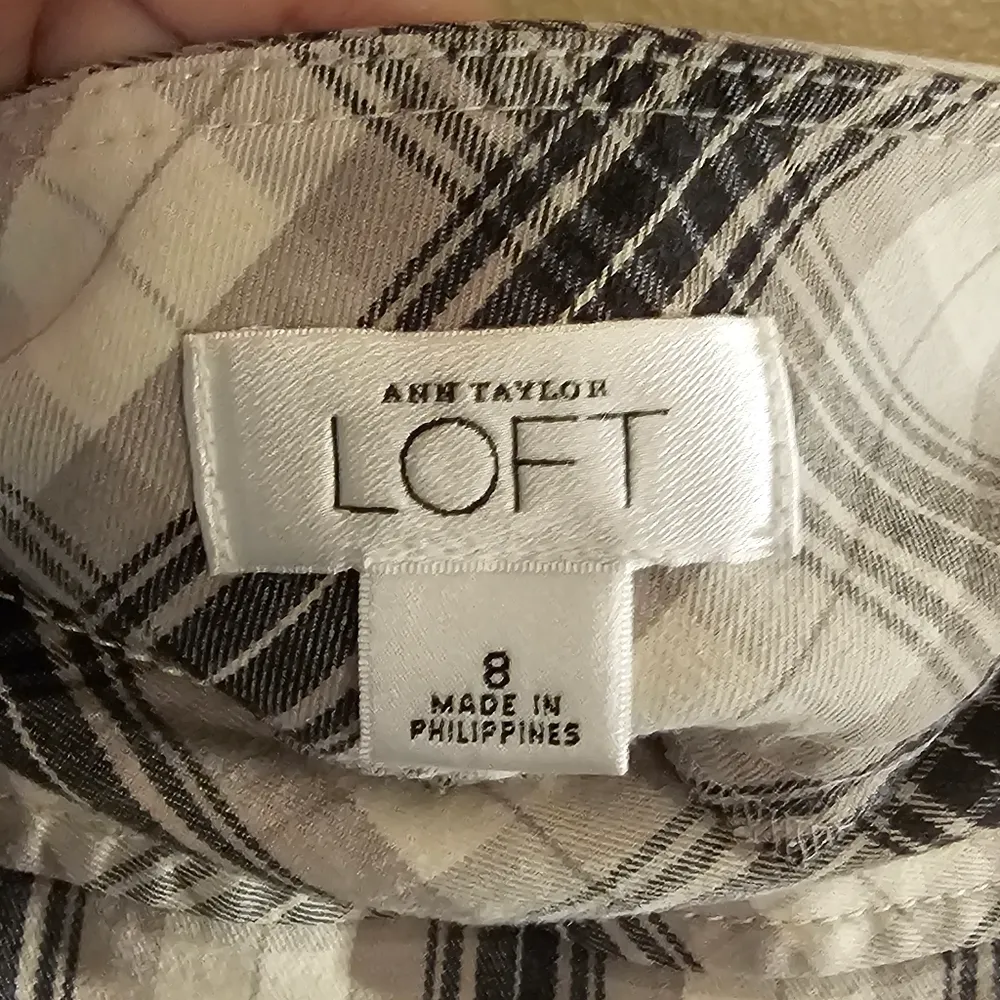 ANN TAYLOR
LOFT
8
MADE IN
PHILIPPINES